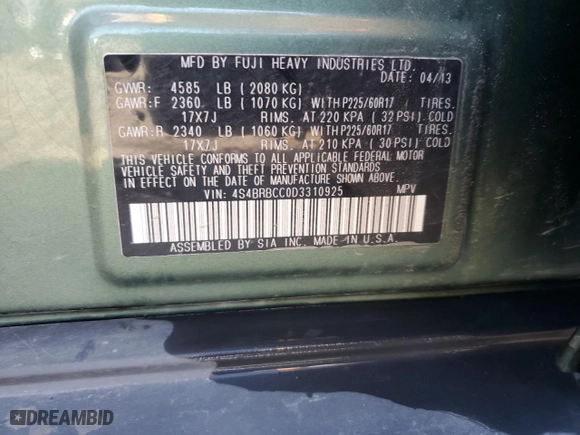 MFD BY FUJI HEAVY INDUSTRIES LTD.
DATE: 04/13
GVWR: 4585 LB ( 2080 KG)
GAWR:F 2360 LB ( 1070 KG) WITH P225/60R17 TIRES.
17X7J RIMS. AT 220 KPA ( 32 PSI) COLD
GAWR:R 2340 LB ( 1060 KG) WITH P225/60R17 TIRES.
17X7J RIMS. AT 210 KPA ( 30 PSI) COLD
THIS VEHICLE CONFORMS TO ALL APPLICABLE FEDERAL MOTOR
VEHICLE SAFETY AND THEFT PREVENTION STANDARDS
IN EFFECT ON THE DATE OF MANUFACTURE SHOWN ABOVE.
VIN: 4S4BRBCC0D3310925 MPV
ASSEMBLED BY SIA INC. MADE IN U.S.A.
DREAMBID